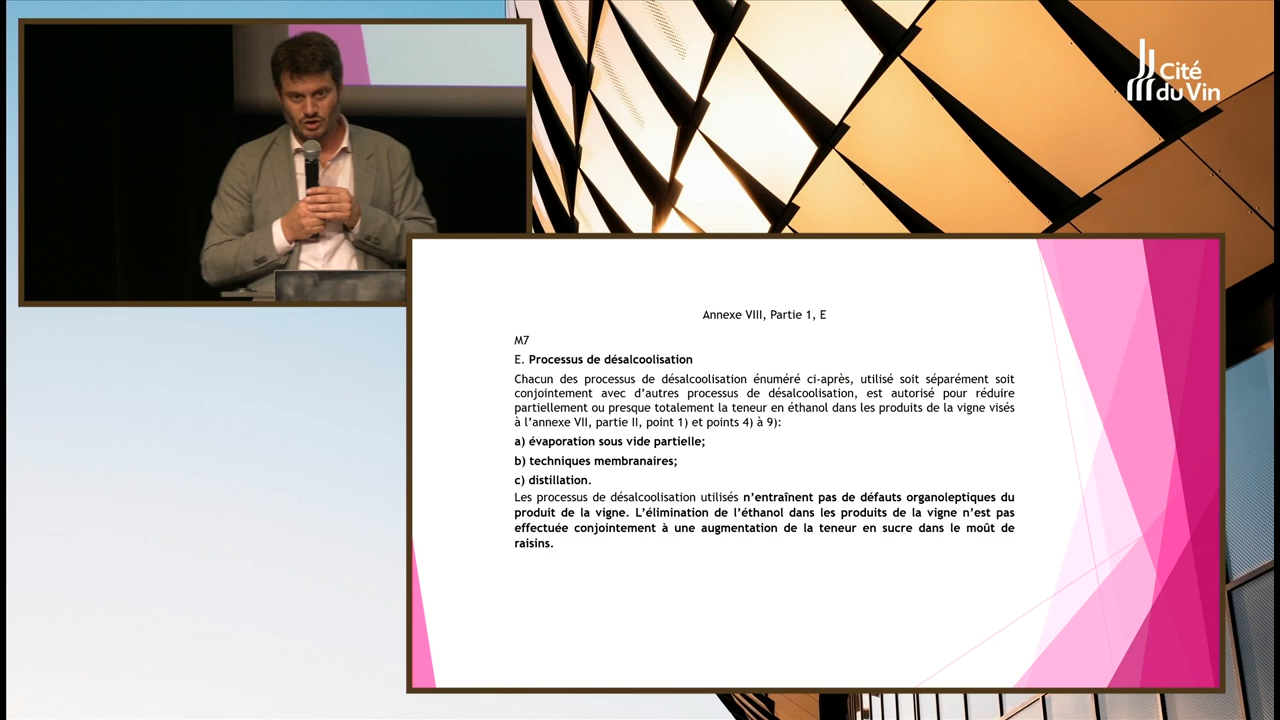 Cité
du Vin
Annexe VIII, Partie 1, E
M7
E. Processus de désalcoolisation
Chacun des processus de désalcoolisation énuméré ci-après, utilisé soit séparément soit
conjointement avec d'autres processus de désalcoolisation, est autorisé pour réduire
partiellement ou presque totalement la teneur en éthanol dans les produits de la vigne visés
à l'annexe VII, partie II, point 1) et points 4) à 9):
a) évaporation sous vide partielle;
b) techniques membranaires;
c) distillation.
Les processus de désalcoolisation utilisés n'entraînent pas de défauts organoleptiques du
produit de la vigne. L'élimination de l'éthanol dans les produits de la vigne n'est pas
effectuée conjointement à une augmentation de la teneur en sucre dans le moût de
raisins.